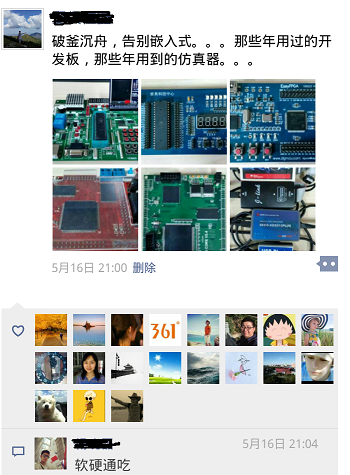 破釜沉舟，告别嵌入式。。。那些年用过的开
发板，那些年用到的仿真器。。。
EasyFPGA
g-link
5月16日 21:00 删除
361°
5月16日 21:04
软硬通吃